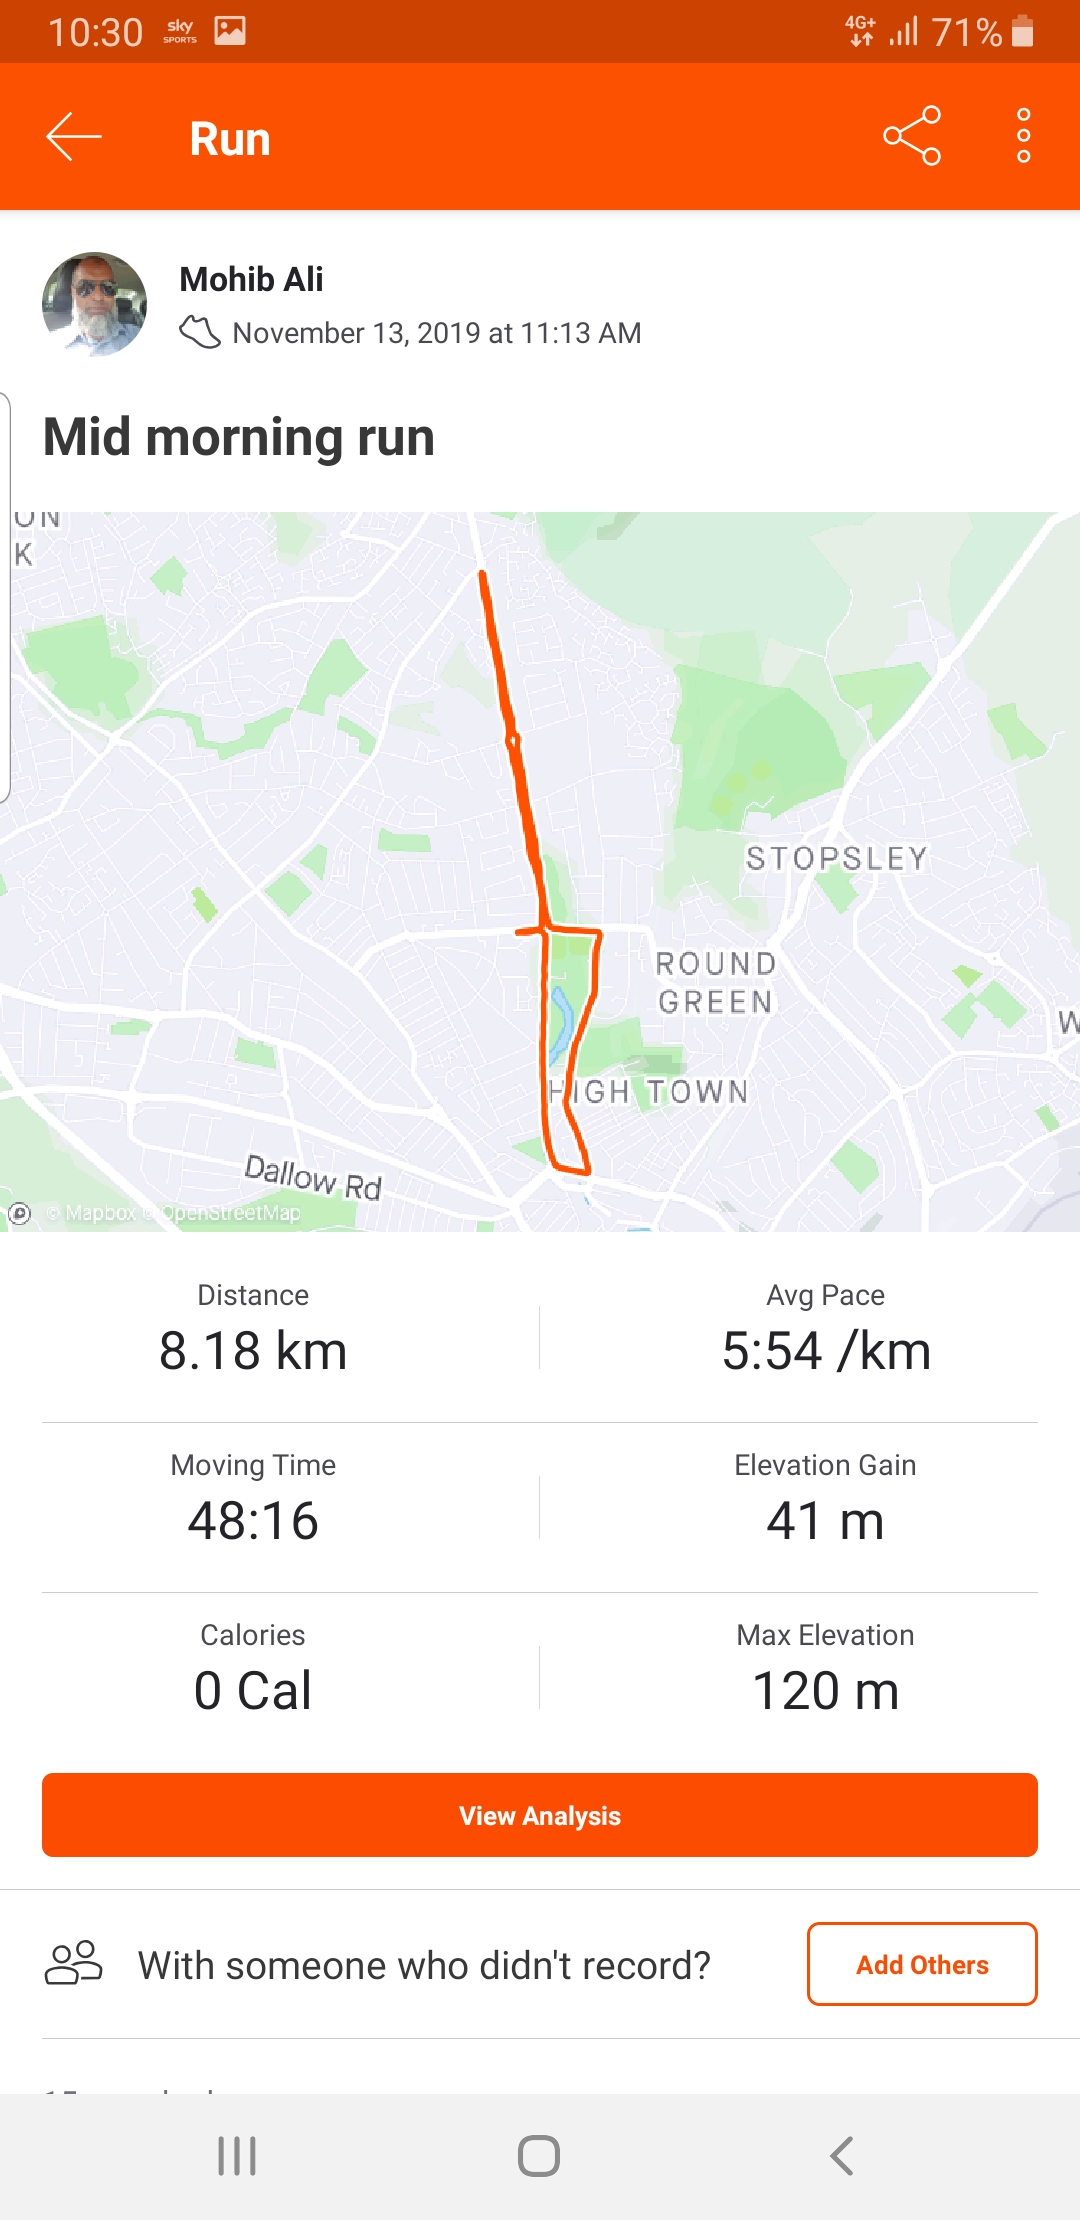 10:30 sky SPORTS 4G+ 71%
Run
Mohib Ali
November 13, 2019 at 11:13 AM
Mid morning run
ON
K
STOPSLEY
ROUND
GREEN
W
HIGH TOWN
Dallow Rd
© Mapbox © OpenStreetMap
Distance
8.18 km
Avg Pace
5:54 /km
Moving Time
48:16
Elevation Gain
41 m
Calories
0 Cal
Max Elevation
120 m
View Analysis
With someone who didn't record?
Add Others